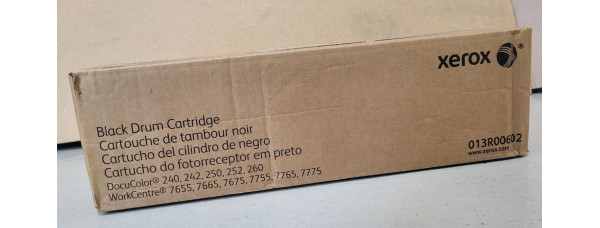 xerox
Black Drum Cartridge
Cartouche de tambour noir
Cartucho del cilindro de negro
Cartucho do fotorreceptor em preto
DocuColor® 240, 242, 250, 252, 260
WorkCentre® 7655, 7665, 7675, 7755, 7765, 7775
013R00602
www.xerox.com